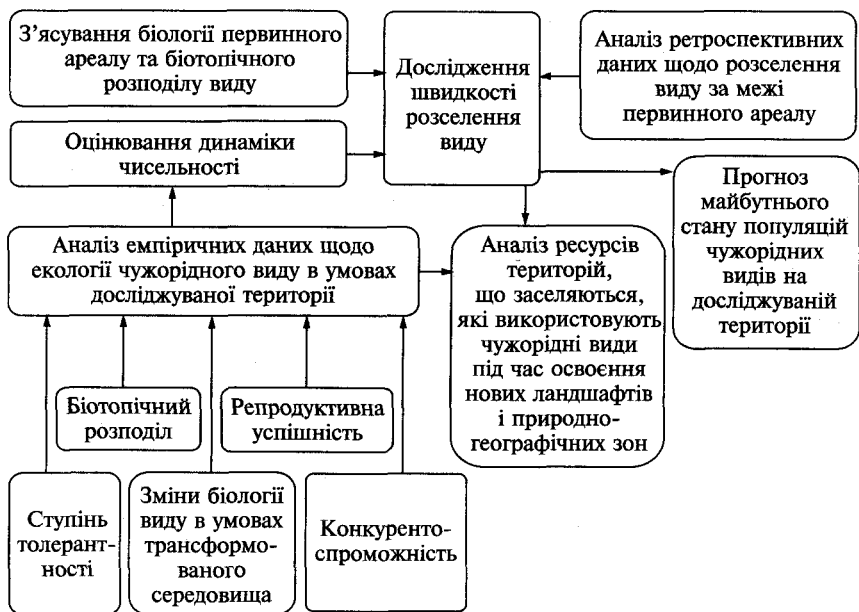 З’ясування біології первинного
ареалу та біотопічного
розподілу виду
Дослідження
швидкості
розселення
виду
Аналіз ретроспективних
даних щодо розселення
виду за межі
первинного ареалу
Оцінювання динаміки
чисельності
Прогноз
майбутнього
стану популяцій
чужорідних
видів на
досліджуваній
території
Аналіз емпіричних даних щодо
екології чужорідного виду в умовах
досліджуваної території
Аналіз ресурсів
територій,
що заселяються,
які використовують
чужорідні види
під час освоєння
нових ландшафтів
і природно-
географічних зон
Біотопічний
розподіл
Репродуктивна
успішність
Ступінь
толерант-
ності
Зміни біології
виду в умовах
трансформо-
ваного
середовища
Конкуренто-
спроможність